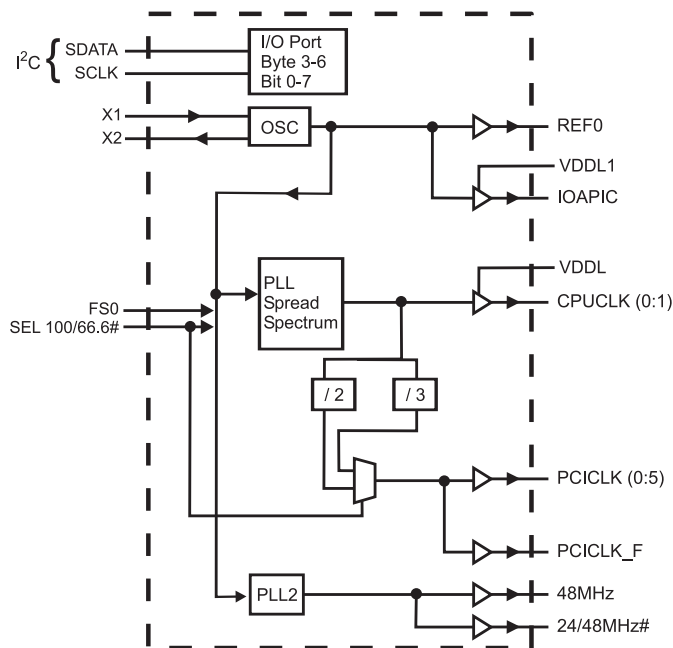 I²C { SDATA
SCLK
I/O Port
Byte 3-6
Bit 0-7
X1
X2
OSC
REF0
VDDL1
IOAPIC
PLL
Spread
Spectrum
VDDL
CPUCLK (0:1)
FS0
SEL 100/66.6#
/ 2
/ 3
PCICLK (0:5)
PCICLK_F
PLL2
48MHz
24/48MHz#